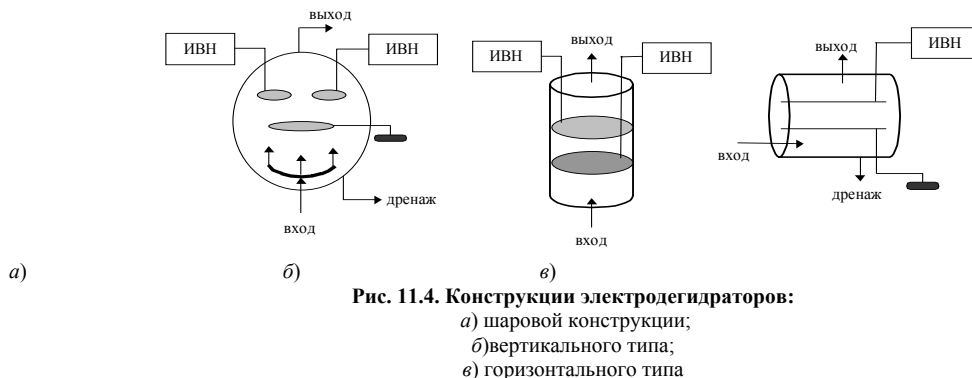 выход
ИВН
ИВН
дренаж
вход
ИВН
выход
ИВН
вход
выход
ИВН
вход
дренаж
а) б) в)
Рис. 11.4. Конструкции электродегидраторов:
а) шаровой конструкции;
б)вертикального типа;
в) горизонтального типа